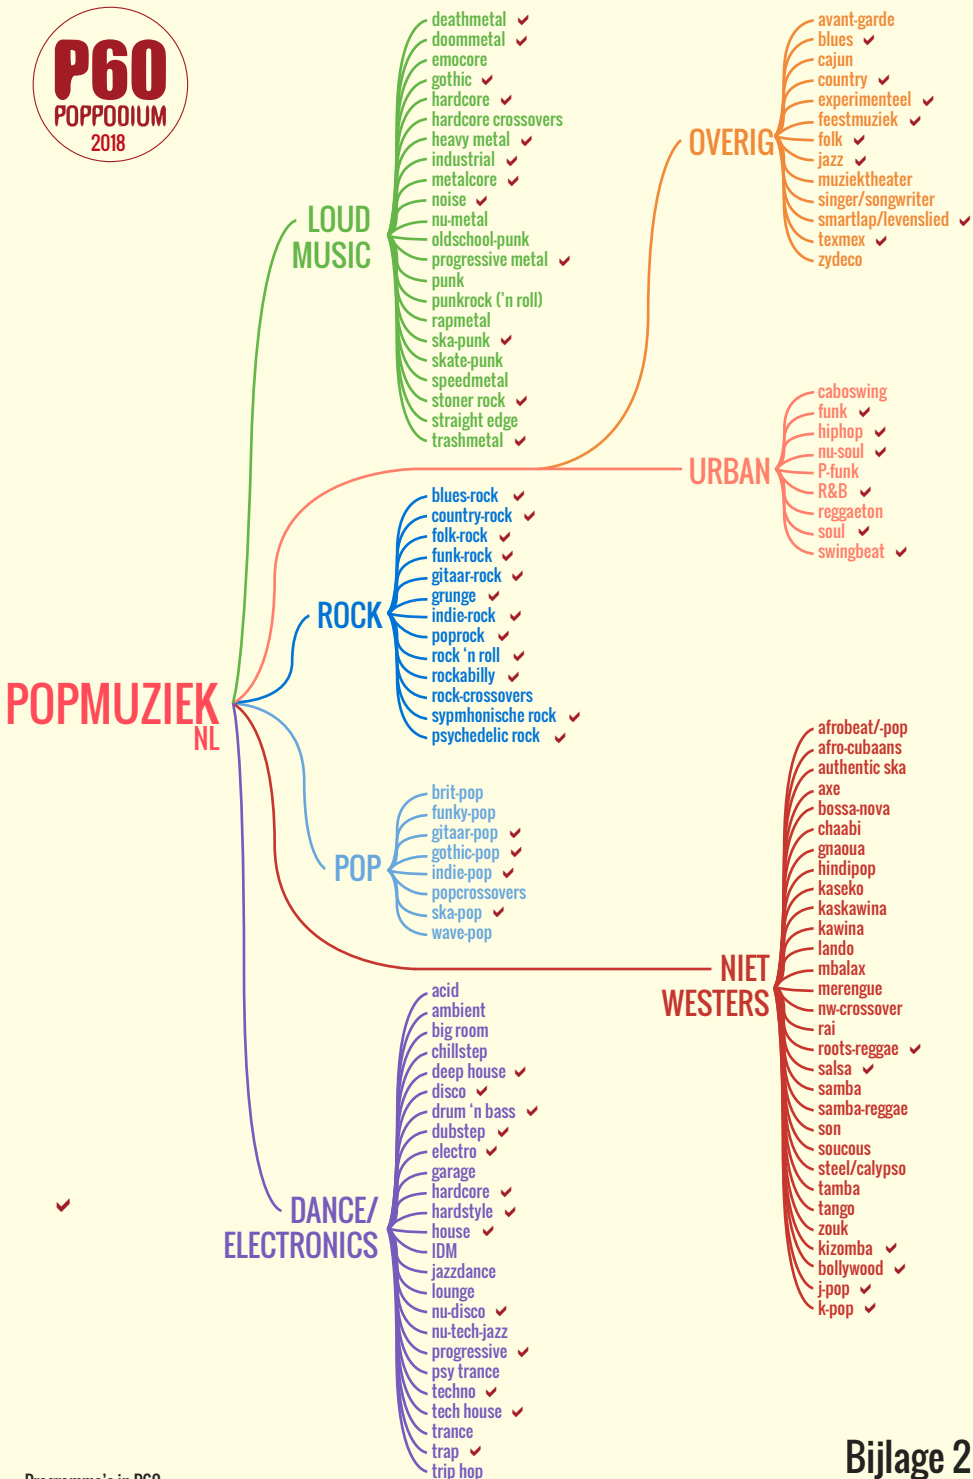 P60
POPPODIUM
2018
POPMUZIEK
NL
LOUD
MUSIC
deathmetal
doommetal
emocore
gothic
hardcore
hardcore crossovers
heavy metal
industrial
metalcore
noise
nu-metal
oldschool-punk
progressive metal
punk
punkrock ('n roll)
rapmetal
ska-punk
skate-punk
speedmetal
stoner rock
straight edge
trashmetal
OVERIG
avant-garde
blues
cajun
country
experimenteel
feestmuziek
folk
jazz
muziektheater
singer/songwriter
smartlap/levenslied
texmex
zydeco
URBAN
caboswing
funk
hiphop
nu-soul
P-funk
R&B
reggaeton
soul
swingbeat
ROCK
blues-rock
country-rock
folk-rock
funk-rock
gitaar-rock
grunge
indie-rock
poprock
rock ‘n roll
rockabilly
rock-crossovers
sypmhonische rock
psychedelic rock
POP
brit-pop
funky-pop
gitaar-pop
gothic-pop
indie-pop
popcrossovers
ska-pop
wave-pop
NIET
WESTERS
afrobeat/-pop
afro-cubaans
authentic ska
axe
bossa-nova
chaabi
gnaoua
hindipop
kaseko
kaskawina
kawina
lando
mbalax
merengue
nw-crossover
rai
roots-reggae
salsa
samba
samba-reggae
son
soucous
steel/calypso
tamba
tango
zouk
kizomba
bollywood
j-pop
k-pop
DANCE/
ELECTRONICS
acid
ambient
big room
chillstep
deep house
disco
drum ‘n bass
dubstep
electro
garage
hardcore
hardstyle
house
IDM
jazzdance
lounge
nu-disco
nu-tech-jazz
progressive
psy trance
techno
tech house
trance
trap
trip hop
Programma's in P60
Bijlage 2